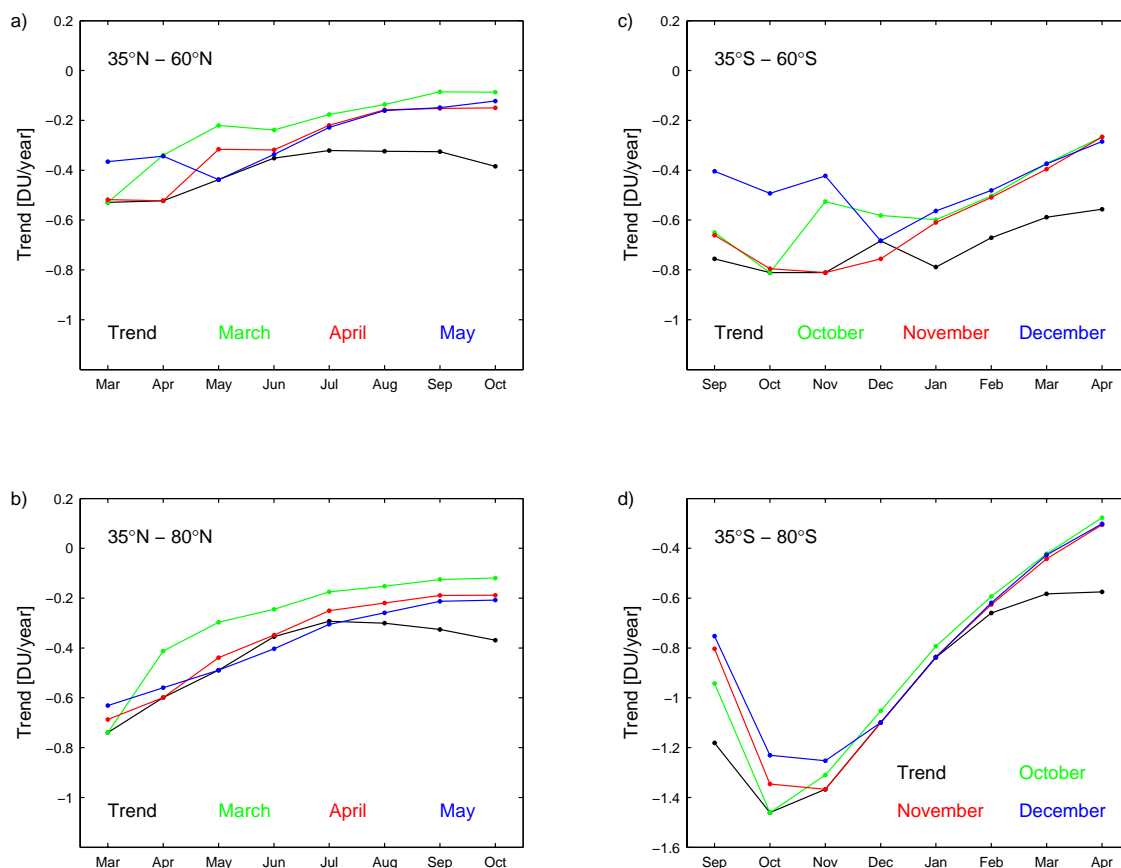 a)
35°N − 60°N
Trend [DU/year]
0.2
0
−0.2
−0.4
−0.6
−0.8
−1
Trend March April May
Mar Apr May Jun Jul Aug Sep Oct
c)
35°S − 60°S
Trend [DU/year]
0.2
0
−0.2
−0.4
−0.6
−0.8
−1
Trend October November December
Sep Oct Nov Dec Jan Feb Mar Apr
b)
35°N − 80°N
Trend [DU/year]
0.2
0
−0.2
−0.4
−0.6
−0.8
−1
Trend March April May
Mar Apr May Jun Jul Aug Sep Oct
d)
35°S − 80°S
Trend [DU/year]
−0.4
−0.6
−0.8
−1
−1.2
−1.4
−1.6
Trend October
November December
Sep Oct Nov Dec Jan Feb Mar Apr